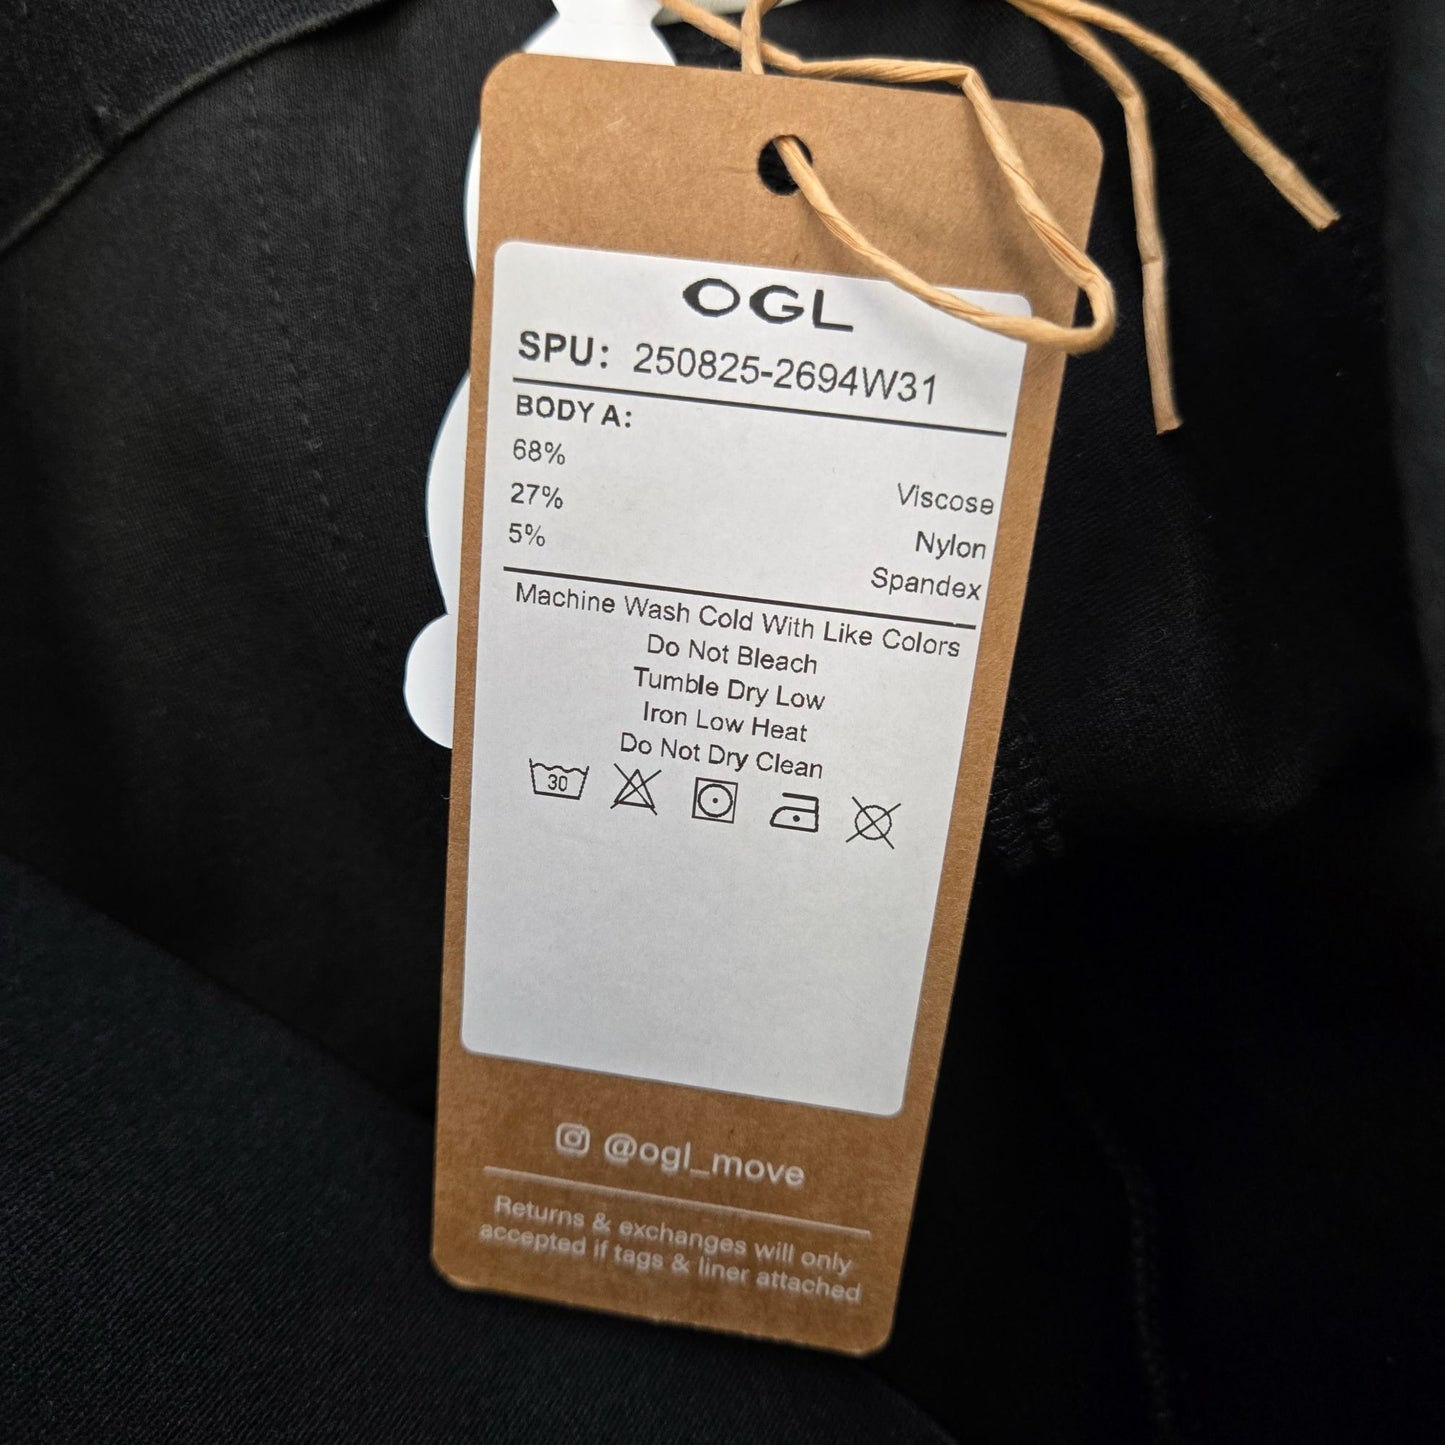 OGL
SPU: 250825-2694W31
BODY A:
68% Viscose
27% Nylon
5% Spandex
Machine Wash Cold With Like Colors
Do Not Bleach
Tumble Dry Low
Iron Low Heat
Do Not Dry Clean
30
@ogl_move
Returns & exchanges will only
accepted if tags & liner attached